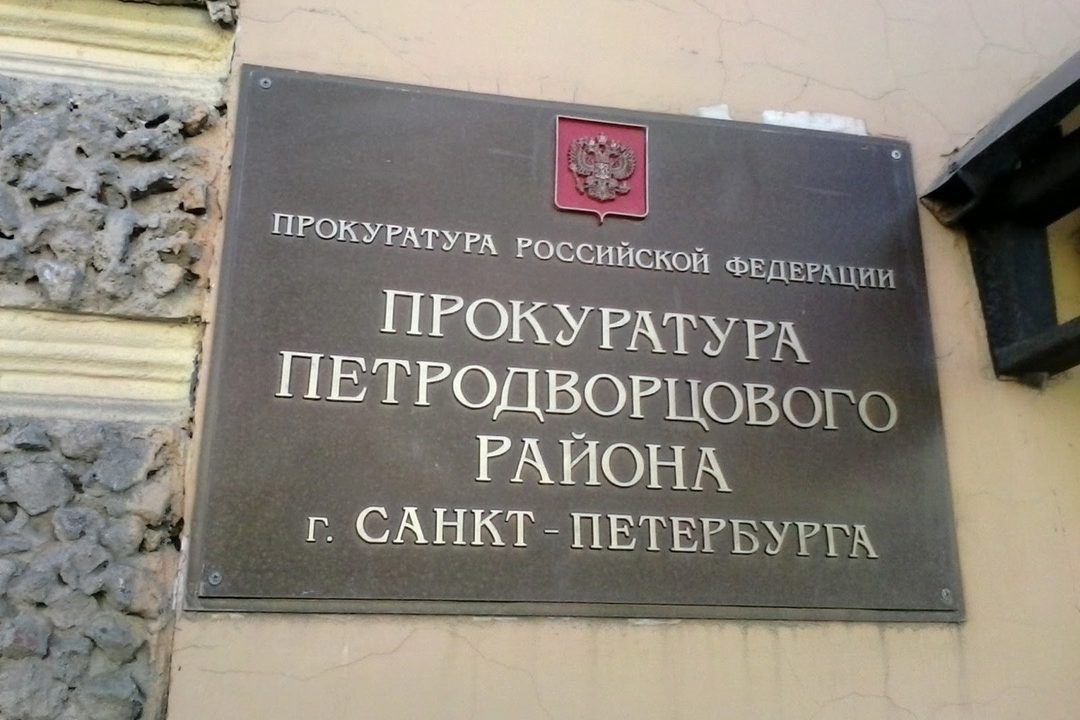 ПРОКУРАТУРА РОССИЙСКОЙ ФЕДЕРАЦИИ
ПРОКУРАТУРА
ПЕТРОДВОРЦОВОГО
РАЙОНА
Г. САНКТ-ПЕТЕРБУРГА